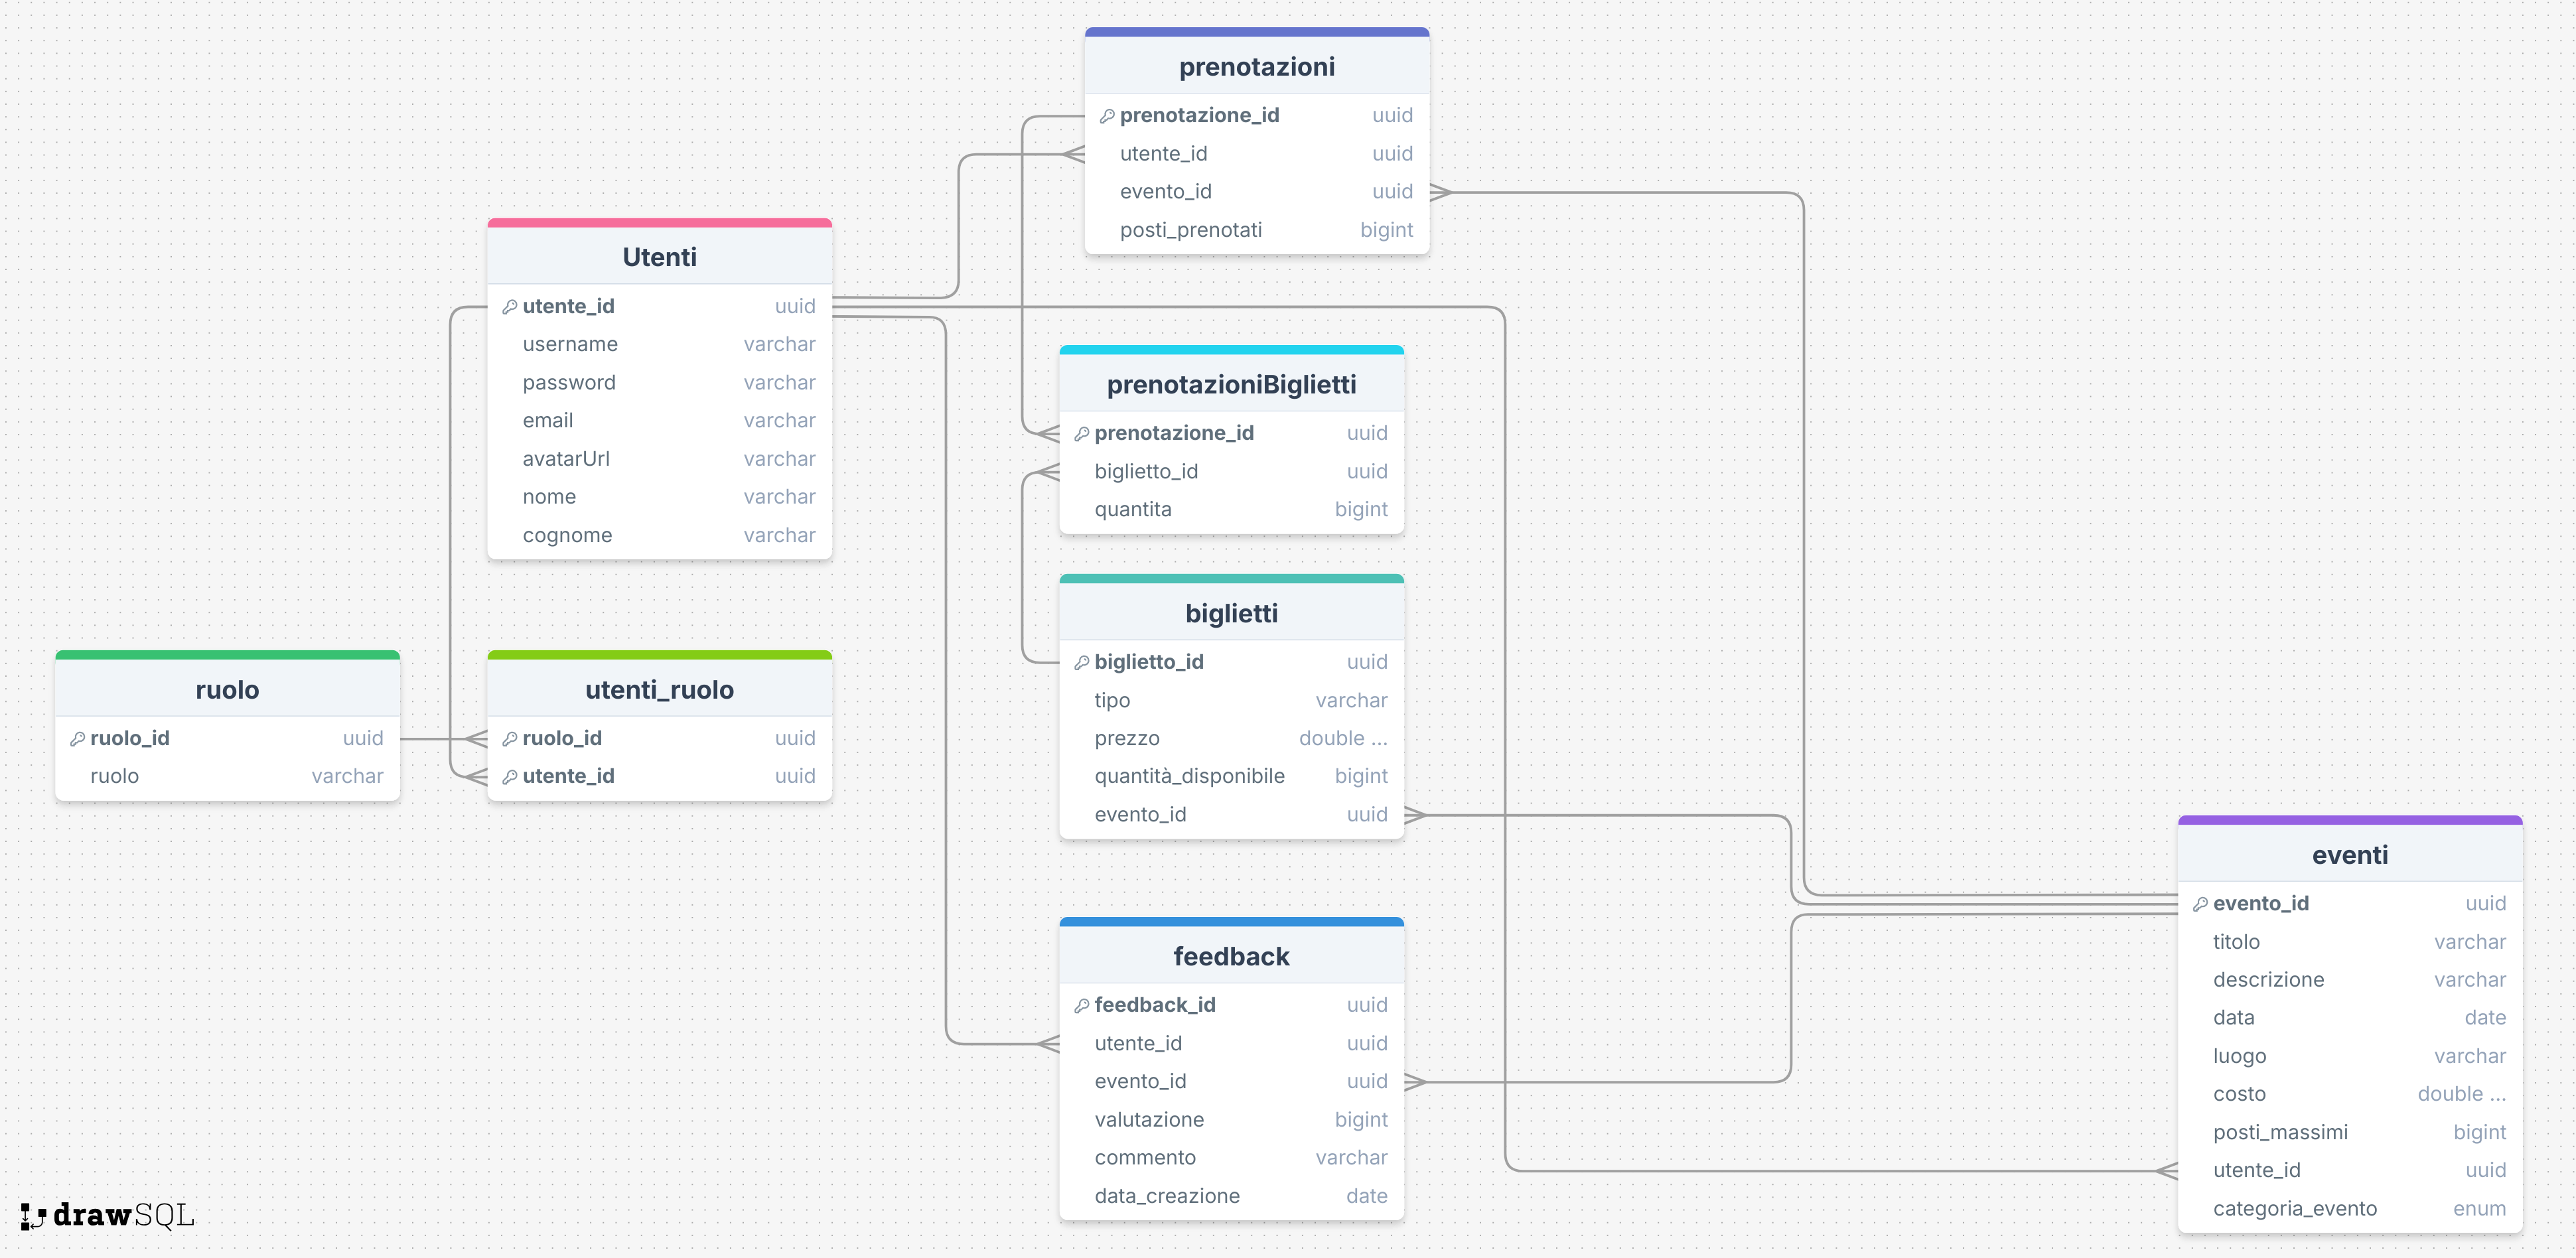 prenotazioni
prenotazione_id uuid
utente_id uuid
evento_id uuid
posti_prenotati bigint
Utenti
utente_id uuid
username varchar
password varchar
email varchar
avatarUrl varchar
nome varchar
cognome varchar
prenotazioniBiglietti
prenotazione_id uuid
biglietto_id uuid
quantita bigint
biglietti
biglietto_id uuid
tipo varchar
prezzo double ...
quantità_disponibile bigint
evento_id uuid
ruolo
ruolo_id uuid
ruolo varchar
utenti_ruolo
ruolo_id uuid
utente_id uuid
feedback
feedback_id uuid
utente_id uuid
evento_id uuid
valutazione bigint
commento varchar
data_creazione date
eventi
evento_id uuid
titolo varchar
descrizione varchar
data date
luogo varchar
costo double ...
posti_massimi bigint
utente_id uuid
categoria_evento enum
drawSQL